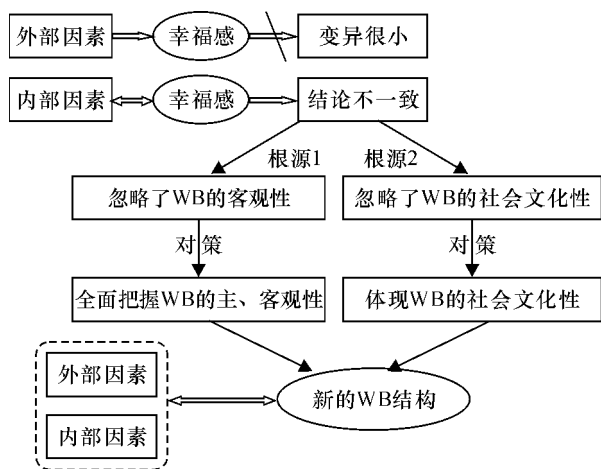 外部因素 幸福感 变异很小
内部因素 幸福感 结论不一致
根源1 根源2
忽略了WB的客观性 忽略了WB的社会文化性
对策 对策
全面把握WB的主、客观性 体现WB的社会文化性
外部因素
新的WB结构
内部因素